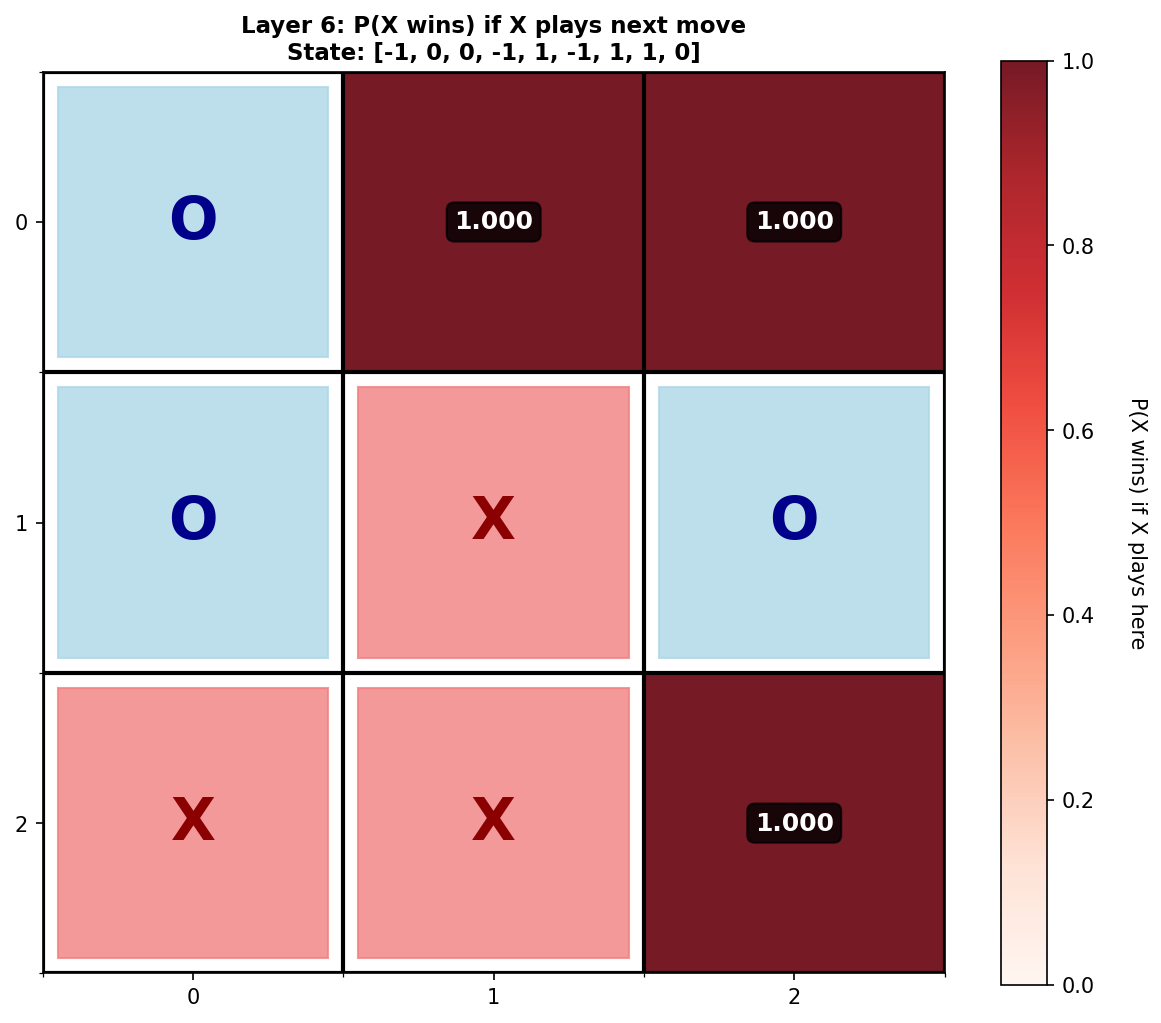 Layer 6: P(X wins) if X plays next move
State: [-1, 0, 0, -1, 1, -1, 1, 1, 0]
0
O
1.000
1.000
1
O
X
O
2
X
X
1.000
0
1
2
1.0
0.8
0.6
0.4
0.2
0.0
P(X wins) if X plays here